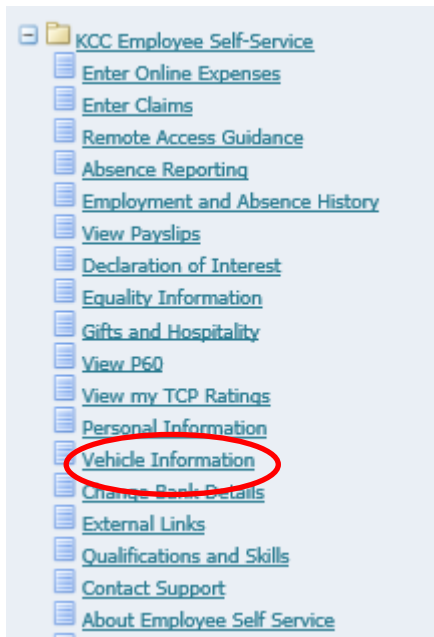 KCC Employee Self-Service
Enter Online Expenses
Enter Claims
Remote Access Guidance
Absence Reporting
Employment and Absence History
View Payslips
Declaration of Interest
Equality Information
Gifts and Hospitality
View P60
View my TCP Ratings
Personal Information
Vehicle Information
Change Bank Details
External Links
Qualifications and Skills
Contact Support
About Employee Self Service